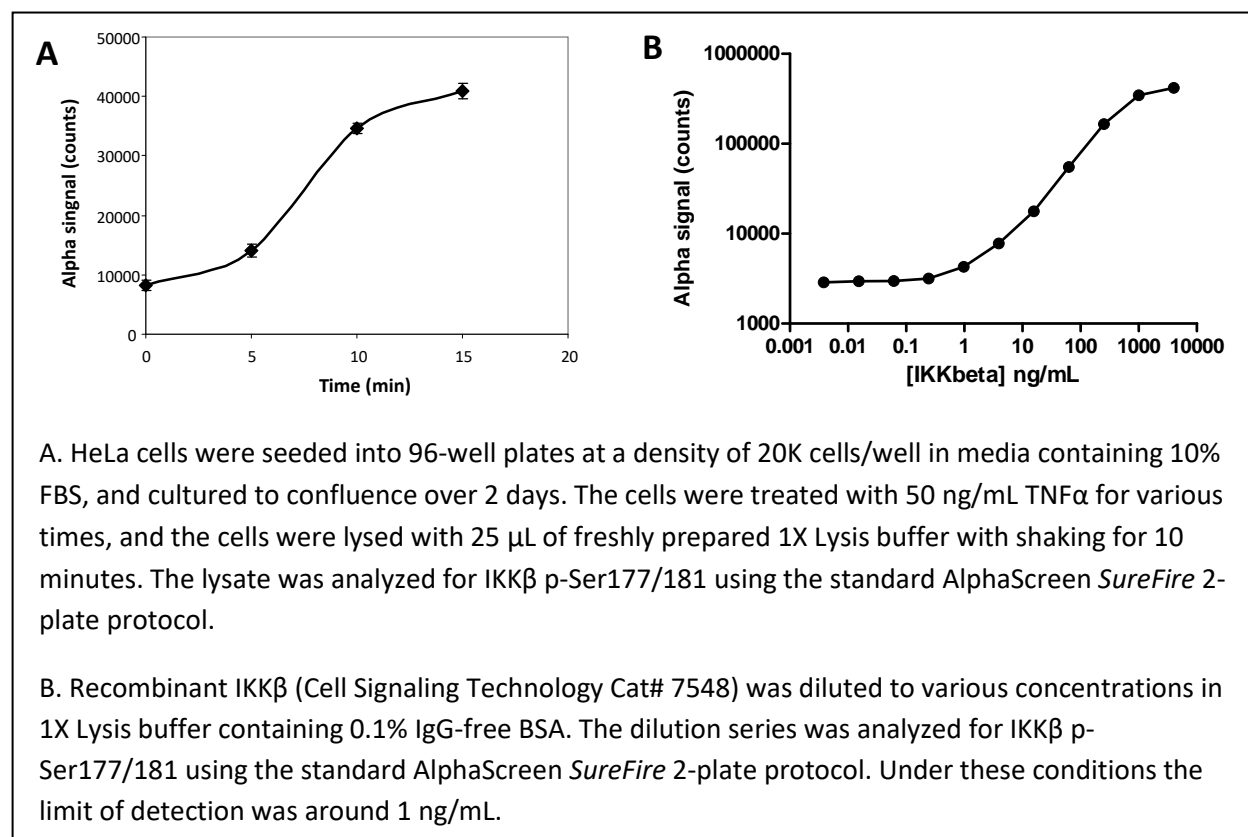 A
50000
40000
30000
20000
10000
0
Alpha singnal (counts)
0 5 10 15 20
Time (min)
B
1000000
100000
10000
1000
Alpha signal (counts)
0.001 0.01 0.1 1 10 100 1000 10000
[IKKbeta] ng/mL
A. HeLa cells were seeded into 96-well plates at a density of 20K cells/well in media containing 10%
FBS, and cultured to confluence over 2 days. The cells were treated with 50 ng/mL TNFα for various
times, and the cells were lysed with 25 µL of freshly prepared 1X Lysis buffer with shaking for 10
minutes. The lysate was analyzed for IKKβ p-Ser177/181 using the standard AlphaScreen SureFire 2-
plate protocol.
B. Recombinant IKKβ (Cell Signaling Technology Cat# 7548) was diluted to various concentrations in
1X Lysis buffer containing 0.1% IgG-free BSA. The dilution series was analyzed for IKKβ p-
Ser177/181 using the standard AlphaScreen SureFire 2-plate protocol. Under these conditions the
limit of detection was around 1 ng/mL.